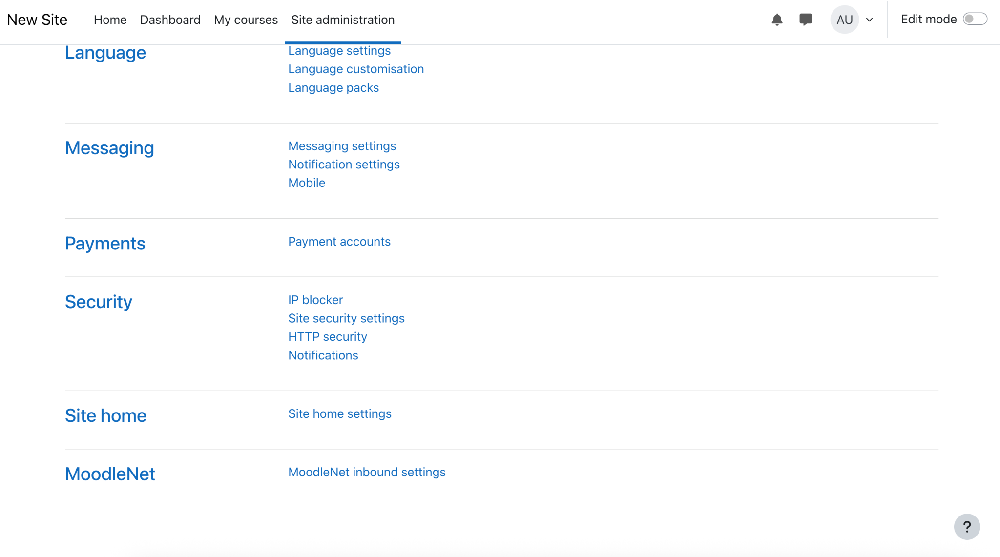 New Site
Home
Dashboard
My courses
Site administration
AU
Edit mode
Language
Language settings
Language customisation
Language packs
Messaging
Messaging settings
Notification settings
Mobile
Payments
Payment accounts
Security
IP blocker
Site security settings
HTTP security
Notifications
Site home
Site home settings
MoodleNet
MoodleNet inbound settings
?